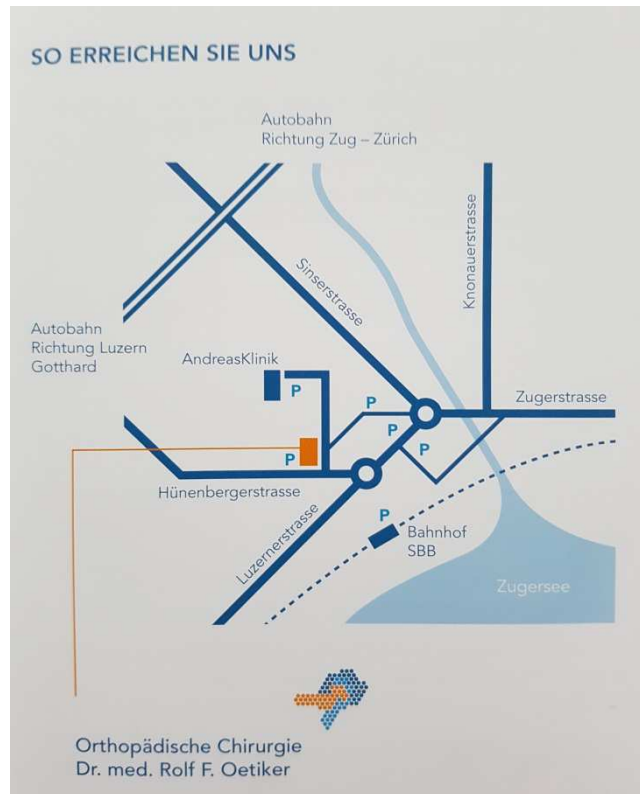 SO ERREICHEN SIE UNS
Autobahn
Richtung Zug – Zürich
Sinserstrasse
Knonauerstrasse
Autobahn
Richtung Luzern
Gotthard
AndreasKlinik
P
P
Zugerstrasse
P
P
P
Hünenbergerstrasse
Luzernerstrasse
P
Bahnhof
SBB
Zugersee
Orthopädische Chirurgie
Dr. med. Rolf F. Oetiker